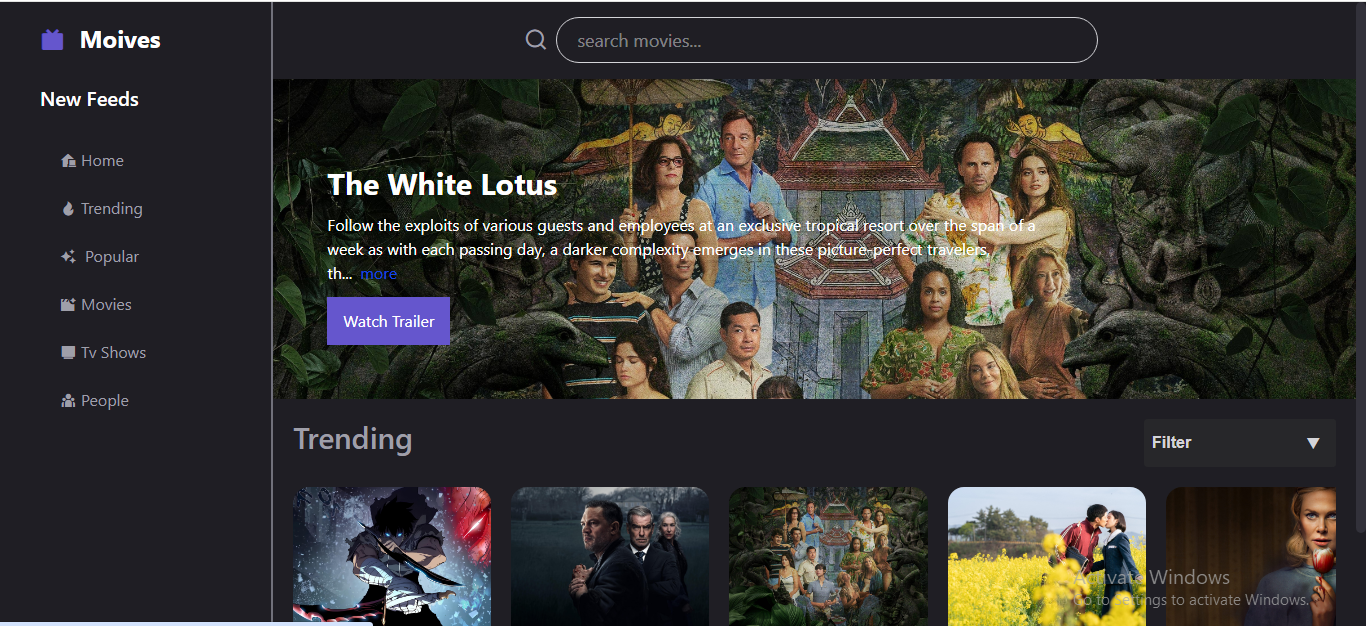 Moives
New Feeds
Home
Trending
Popular
Movies
Tv Shows
People
search movies...
The White Lotus
Follow the exploits of various guests and employees at an exclusive tropical resort over the span of a
week as with each passing day, a darker complexity emerges in these picture-perfect travelers,
th... more
Watch Trailer
Trending
Filter
Activate Windows
Go to Settings to activate Windows.